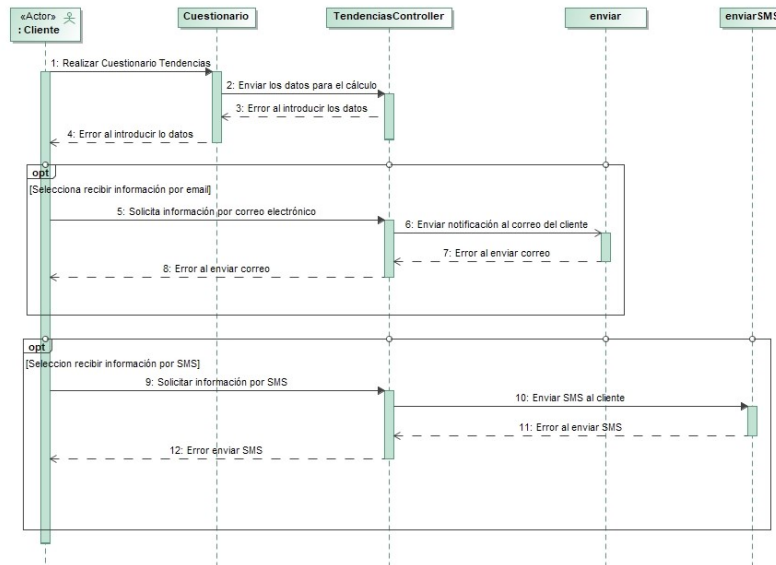 «Actor»
: Cliente
Cuestionario
TendenciasController
enviar
enviarSMS
1: Realizar Cuestionario Tendencias
2: Enviar los datos para el cálculo
3: Error al introducir los datos
4: Error al introducir lo datos
opt
[Selecciona recibir información por email]
5: Solicita información por correo electrónico
6: Enviar notificación al correo del cliente
7: Error al enviar correo
8: Error al enviar correo
opt
[Seleccion recibir información por SMS]
9: Solicitar información por SMS
10: Enviar SMS al cliente
11: Error al enviar SMS
12: Error enviar SMS